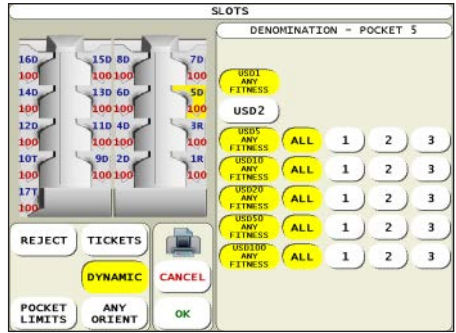 SLOTS
DENOMINATION - POCKET 5
16D 15D 8D 7D
100 100 100 100
14D 13D 6D 5D
100 100 100 100
12D 11D 4D 3R
100 100 100 100
10T 9D 2D 1R
100 100 100 100
17T
100
USD1 ANY FITNESS
USD2
USD5 ANY FITNESS ALL 1 2 3
USD10 ANY FITNESS ALL 1 2 3
USD20 ANY FITNESS ALL 1 2 3
USD50 ANY FITNESS ALL 1 2 3
USD100 ANY FITNESS ALL 1 2 3
REJECT TICKETS
DYNAMIC CANCEL
POCKET LIMITS ANY ORIENT OK